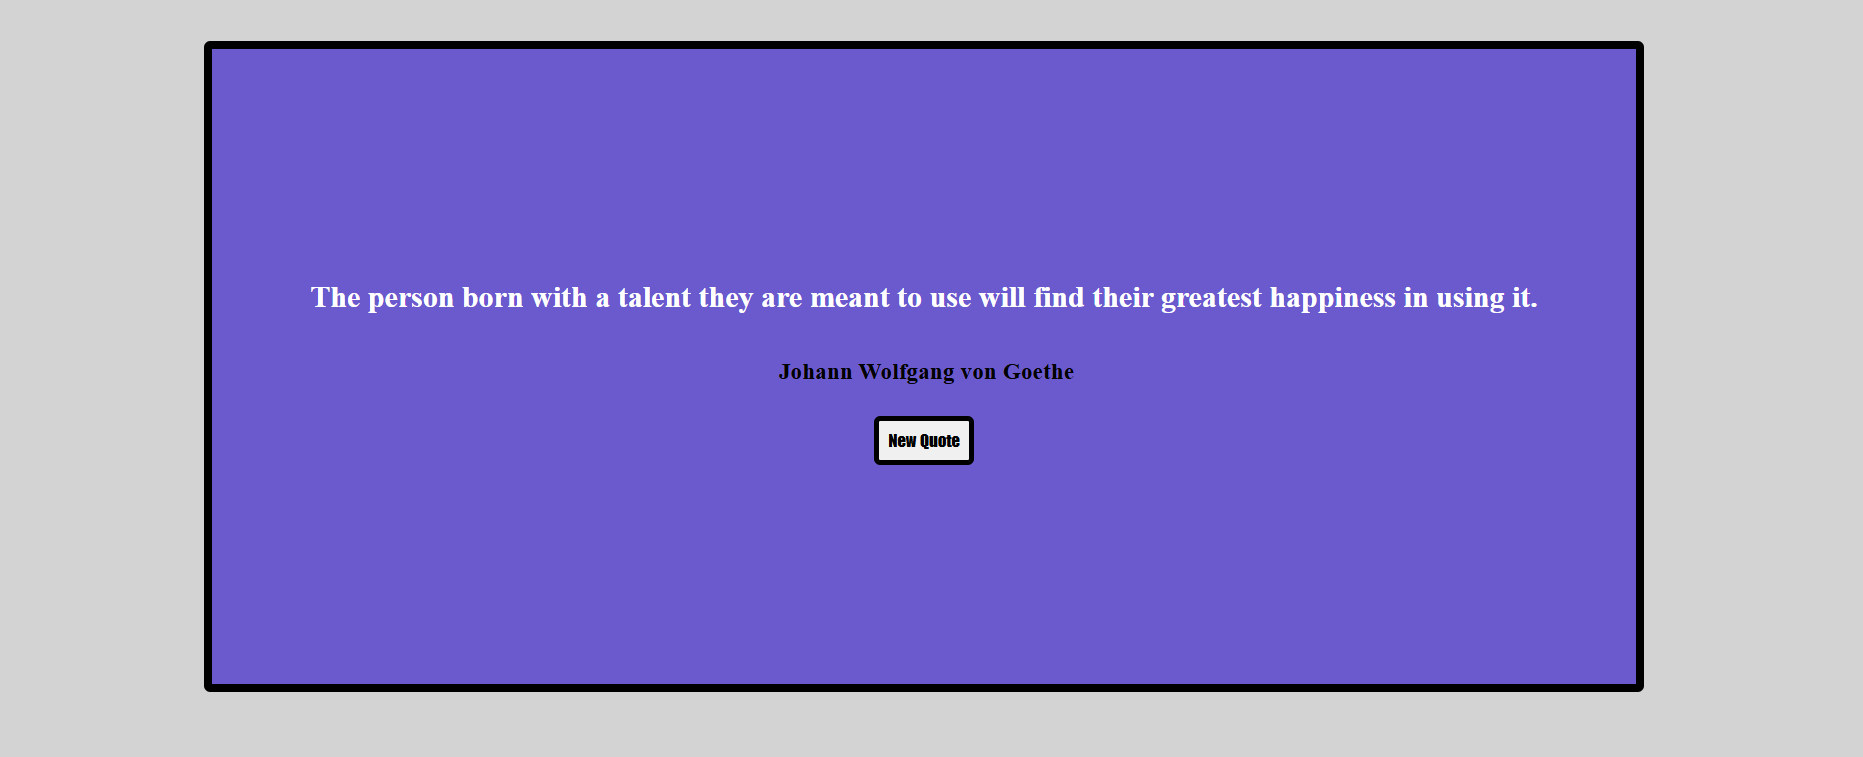 The person born with a talent they are meant to use will find their greatest happiness in using it.
Johann Wolfgang von Goethe
New Quote